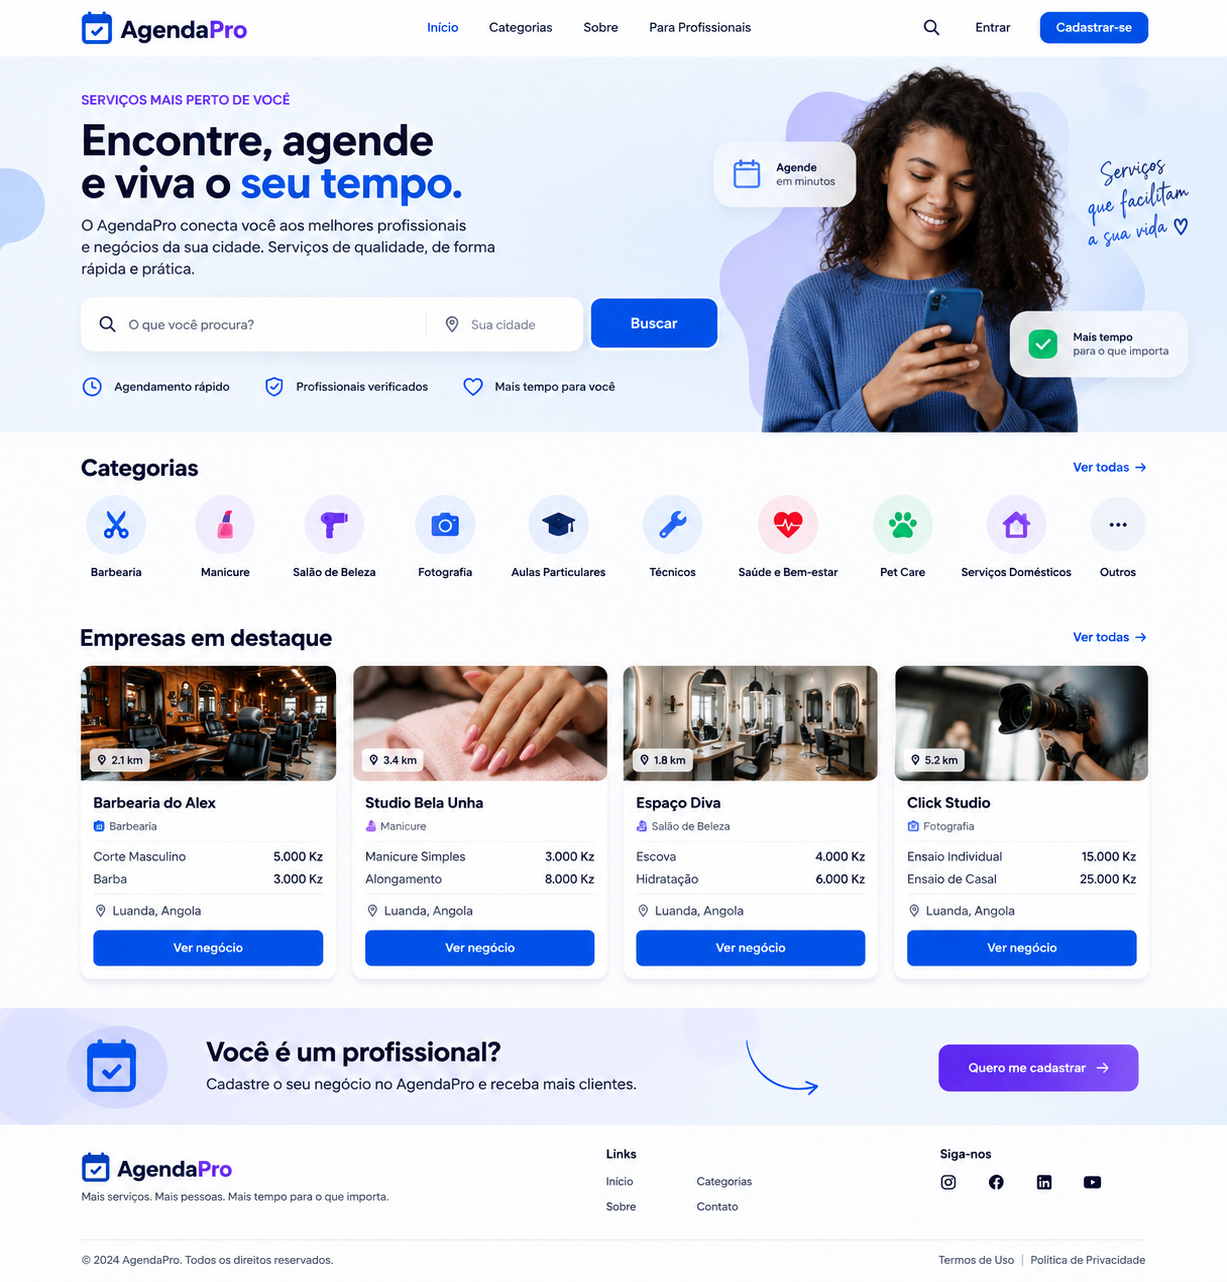 AgendaPro
Início
Categorias
Sobre
Para Profissionais
Entrar
Cadastrar-se
SERVIÇOS MAIS PERTO DE VOCÊ
Encontre, agende
e viva o seu tempo.
O AgendaPro conecta você aos melhores profissionais
e negócios da sua cidade. Serviços de qualidade, de forma
rápida e prática.
O que você procura?
Sua cidade
Buscar
Agendamento rápido
Profissionais verificados
Mais tempo para você
Agende
em minutos
Serviços
que facilitam
a sua vida
Mais tempo
para o que importa
Categorias
Ver todas
Barbearia
Manicure
Salão de Beleza
Fotografia
Aulas Particulares
Técnicos
Saúde e Bem-estar
Pet Care
Serviços Domésticos
Outros
Empresas em destaque
Ver todas
2.1 km
Barbearia do Alex
Barbearia
Corte Masculino 5.000 Kz
Barba 3.000 Kz
Luanda, Angola
Ver negócio
3.4 km
Studio Bela Unha
Manicure
Manicure Simples 3.000 Kz
Alongamento 8.000 Kz
Luanda, Angola
Ver negócio
1.8 km
Espaço Diva
Salão de Beleza
Escova 4.000 Kz
Hidratação 6.000 Kz
Luanda, Angola
Ver negócio
5.2 km
Click Studio
Fotografia
Ensaio Individual 15.000 Kz
Ensaio de Casal 25.000 Kz
Luanda, Angola
Ver negócio
Você é um profissional?
Cadastre o seu negócio no AgendaPro e receba mais clientes.
Quero me cadastrar
AgendaPro
Mais serviços. Mais pessoas. Mais tempo para o que importa.
Links
Início
Categorias
Sobre
Contato
Siga-nos
© 2024 AgendaPro. Todos os direitos reservados.
Termos de Uso | Política de Privacidade